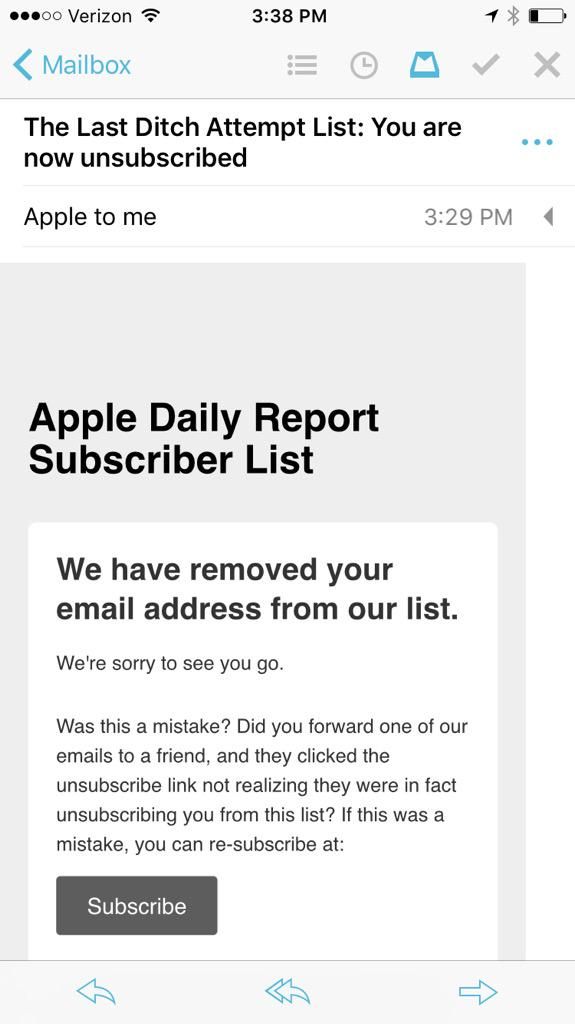 Verizon 3:38 PM
Mailbox
The Last Ditch Attempt List: You are
now unsubscribed
Apple to me 3:29 PM
Apple Daily Report
Subscriber List
We have removed your
email address from our list.
We're sorry to see you go.
Was this a mistake? Did you forward one of our
emails to a friend, and they clicked the
unsubscribe link not realizing they were in fact
unsubscribing you from this list? If this was a
mistake, you can re-subscribe at:
Subscribe